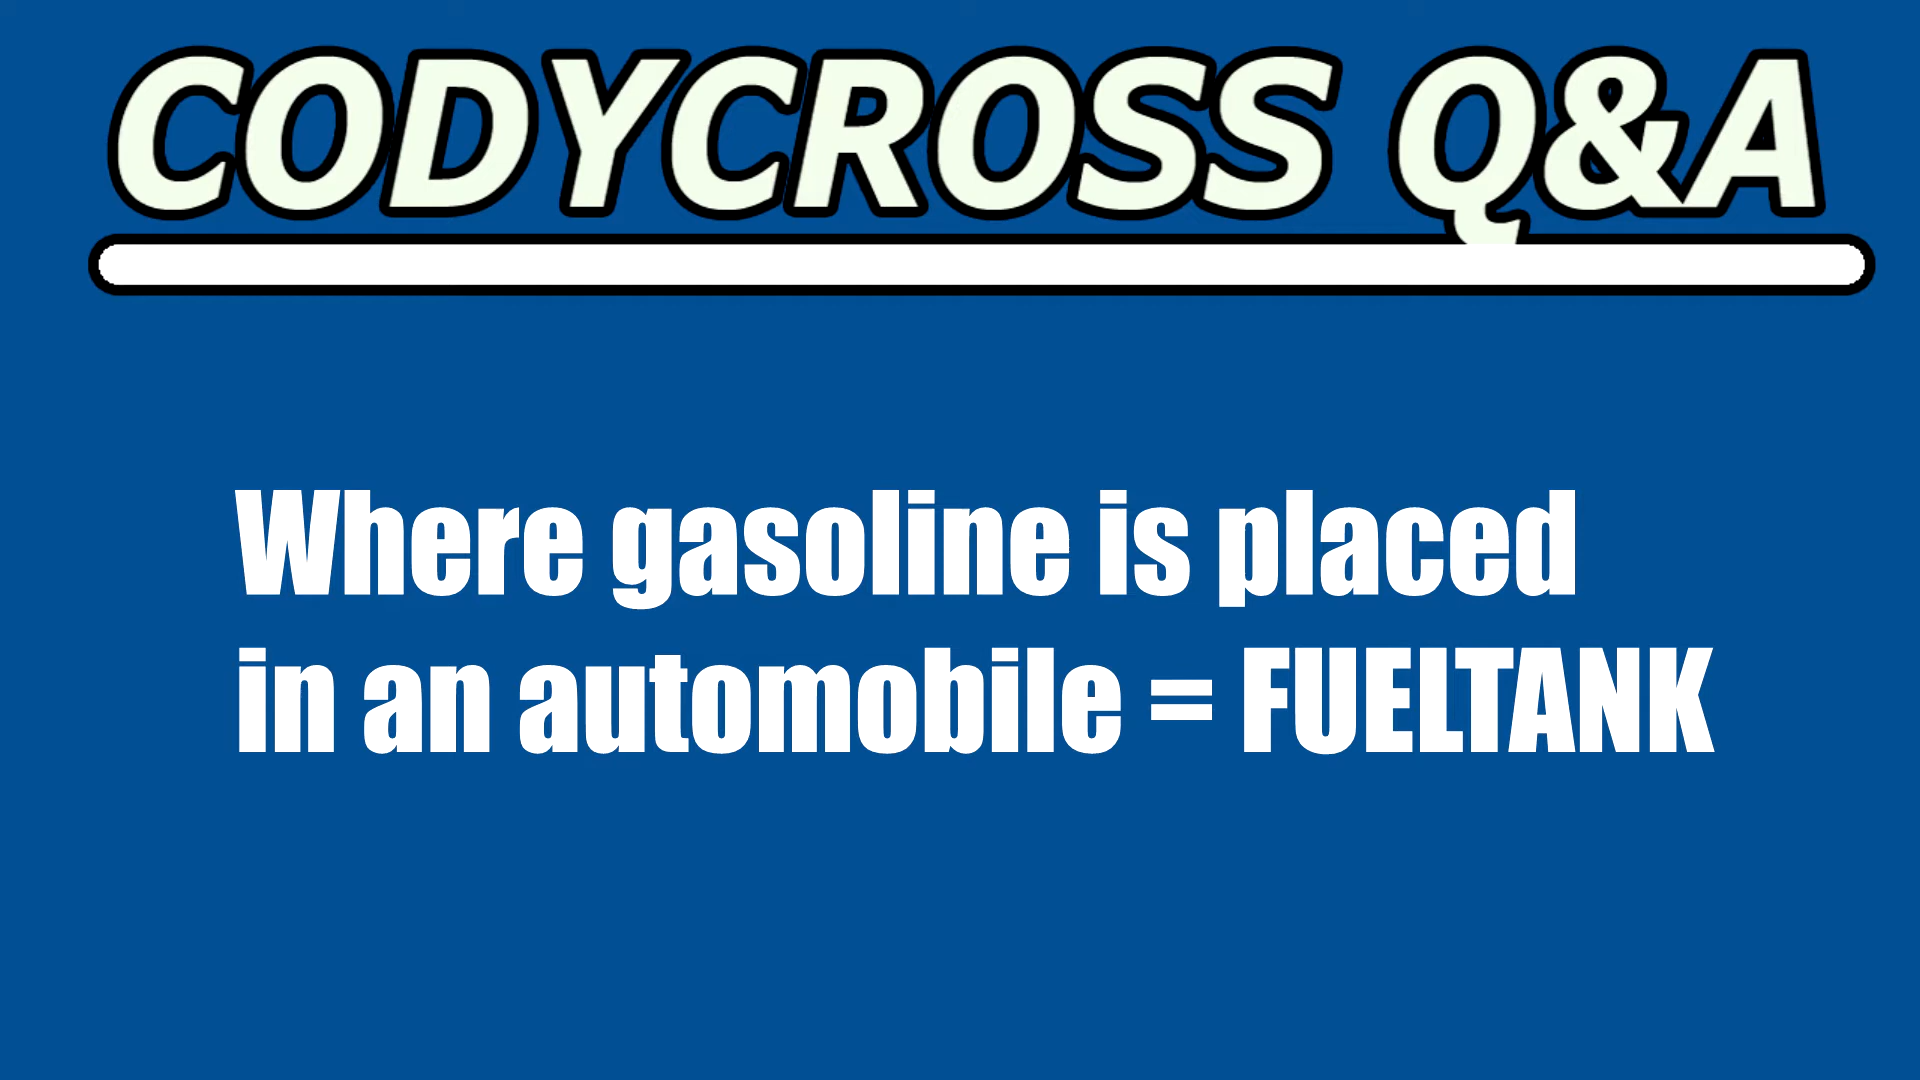 CODYCROSS Q&A
Where gasoline is placed
in an automobile = FUELTANK